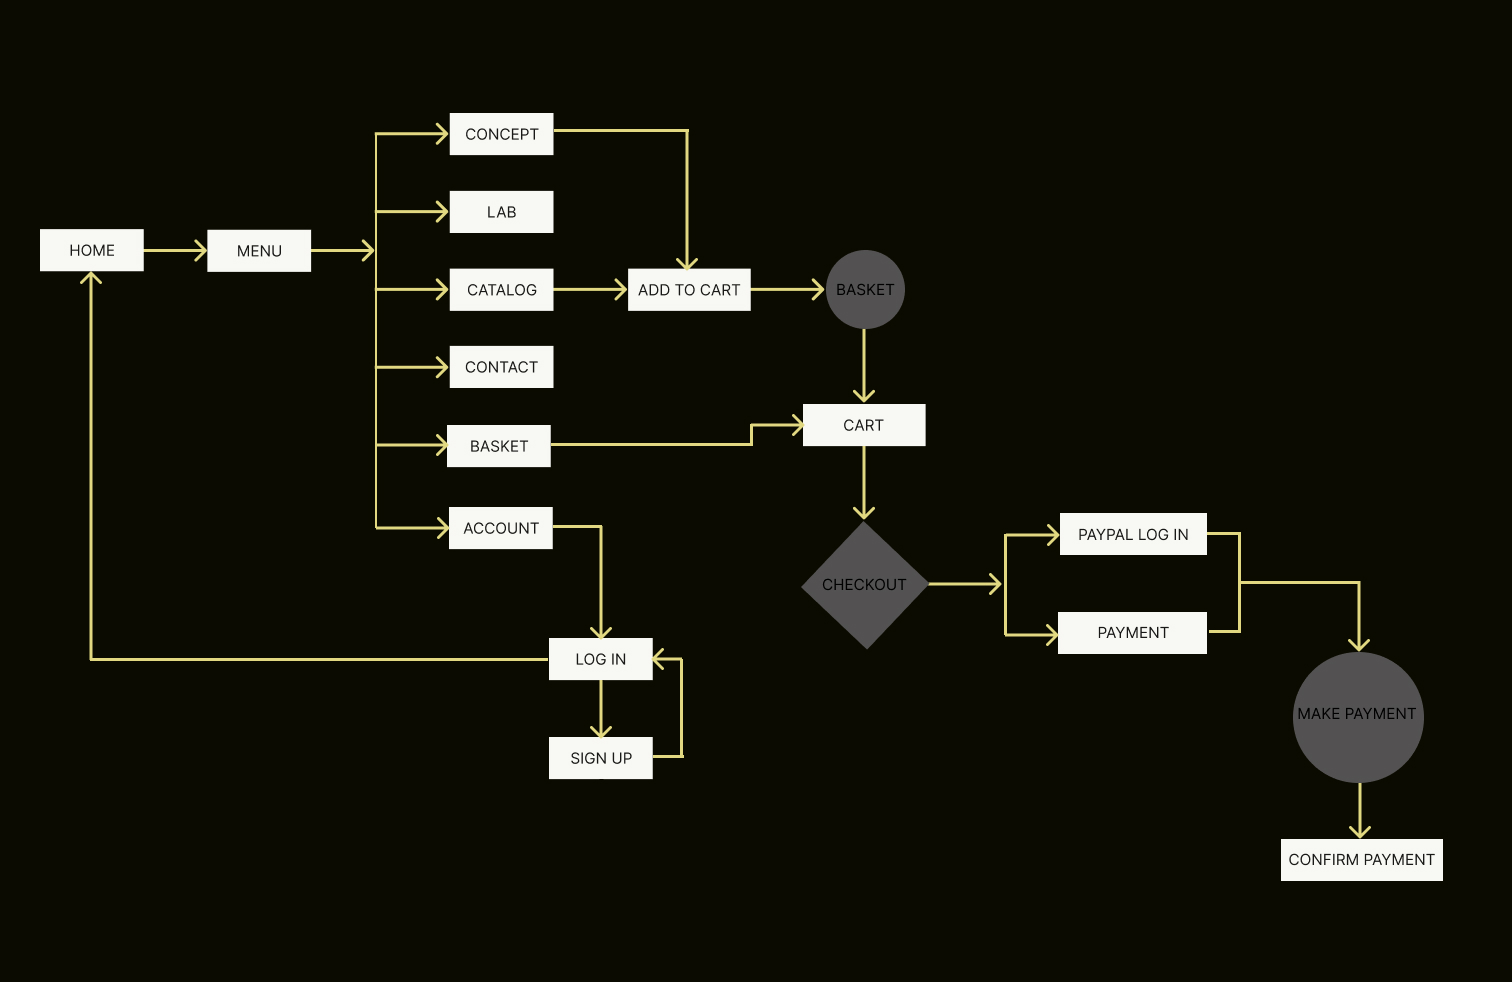 CONCEPT
LAB
HOME
MENU
CATALOG
ADD TO CART
BASKET
CONTACT
CART
BASKET
ACCOUNT
PAYPAL LOG IN
CHECKOUT
PAYMENT
LOG IN
MAKE PAYMENT
SIGN UP
CONFIRM PAYMENT